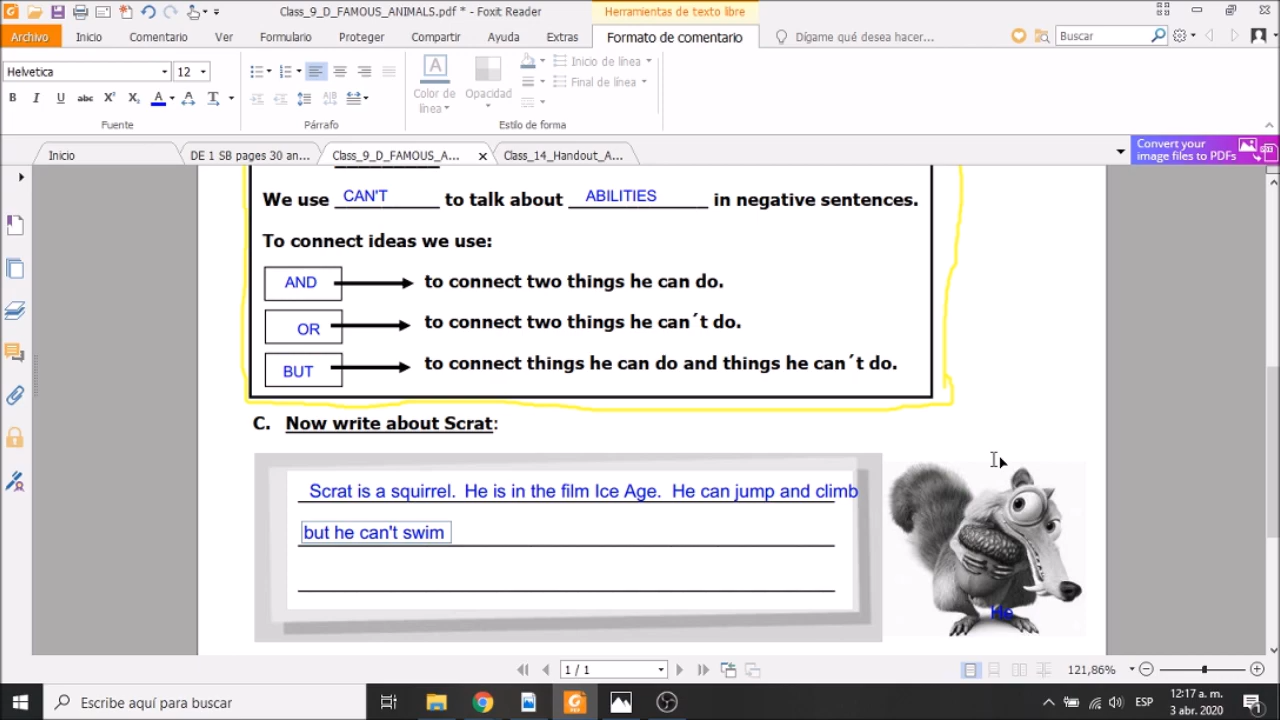 Class_9_D_FAMOUS_ANIMALS.pdf * - Foxit Reader
Herramientas de texto libre
Archivo Inicio Comentario Ver Formulario Proteger Compartir Ayuda Extras Formato de comentario Dígame qué desea hacer... Buscar
Helvetica 12
Color de línea Opacidad Inicio de línea
Final de línea
Fuente Párrafo Estilo de forma
Inicio DE 1 SB pages 30 an... Class_9_D_FAMOUS_A... Class_14_Handout_A... Convert your image files to PDFs
We use CAN'T to talk about ABILITIES in negative sentences.
To connect ideas we use:
AND to connect two things he can do.
OR to connect two things he can´t do.
BUT to connect things he can do and things he can´t do.
C. Now write about Scrat:
Scrat is a squirrel. He is in the film Ice Age. He can jump and climb
but he can't swim
He
1 / 1 121,86%
Escribe aquí para buscar ESP 12:17 a. m.
3 abr. 2020